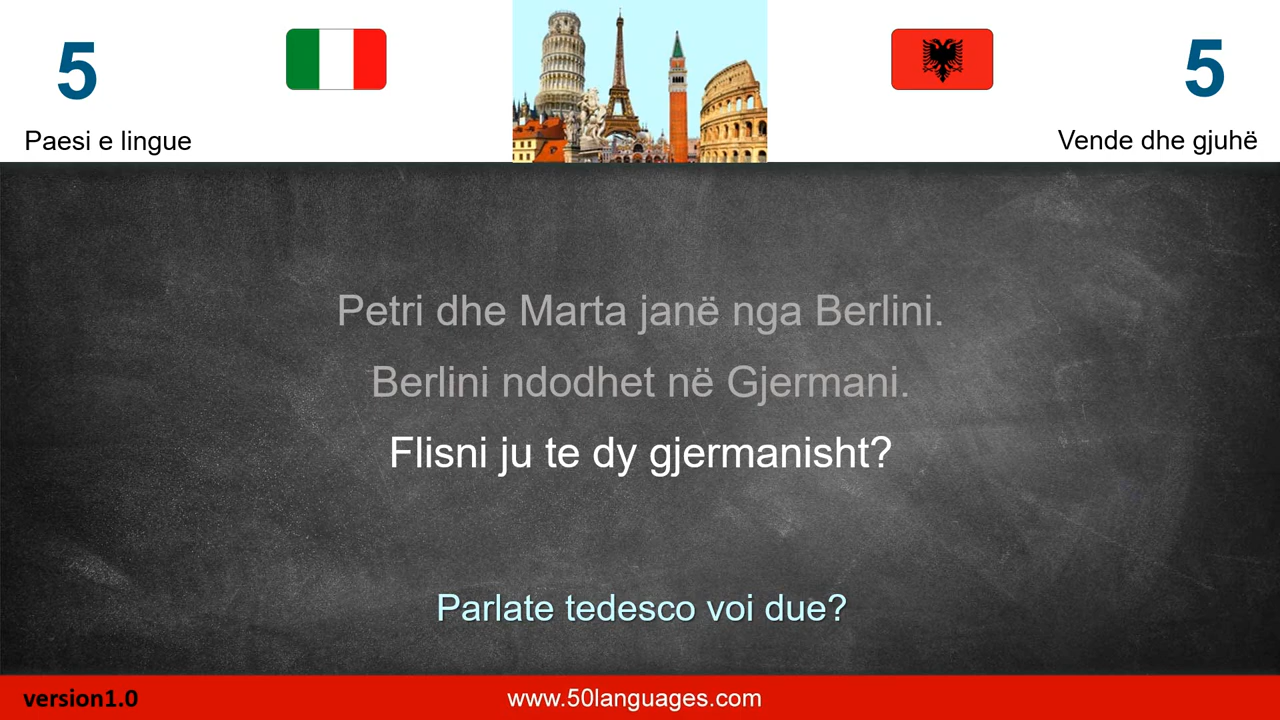 5
5
Paesi e lingue
Vende dhe gjuhë
Petri dhe Marta janë nga Berlini.
Berlini ndodhet në Gjermani.
Flisni ju te dy gjermanisht?
Parlate tedesco voi due?
version1.0
www.50languages.com